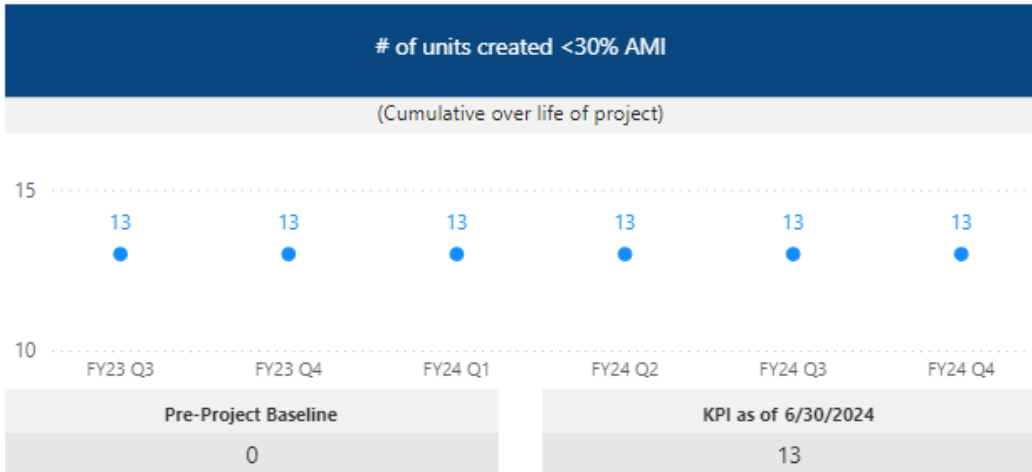 # of units created <30% AMI
(Cumulative over life of project)
15
13 13 13 13 13 13
10
FY23 Q3 FY23 Q4 FY24 Q1 FY24 Q2 FY24 Q3 FY24 Q4
Pre-Project Baseline KPI as of 6/30/2024
0 13